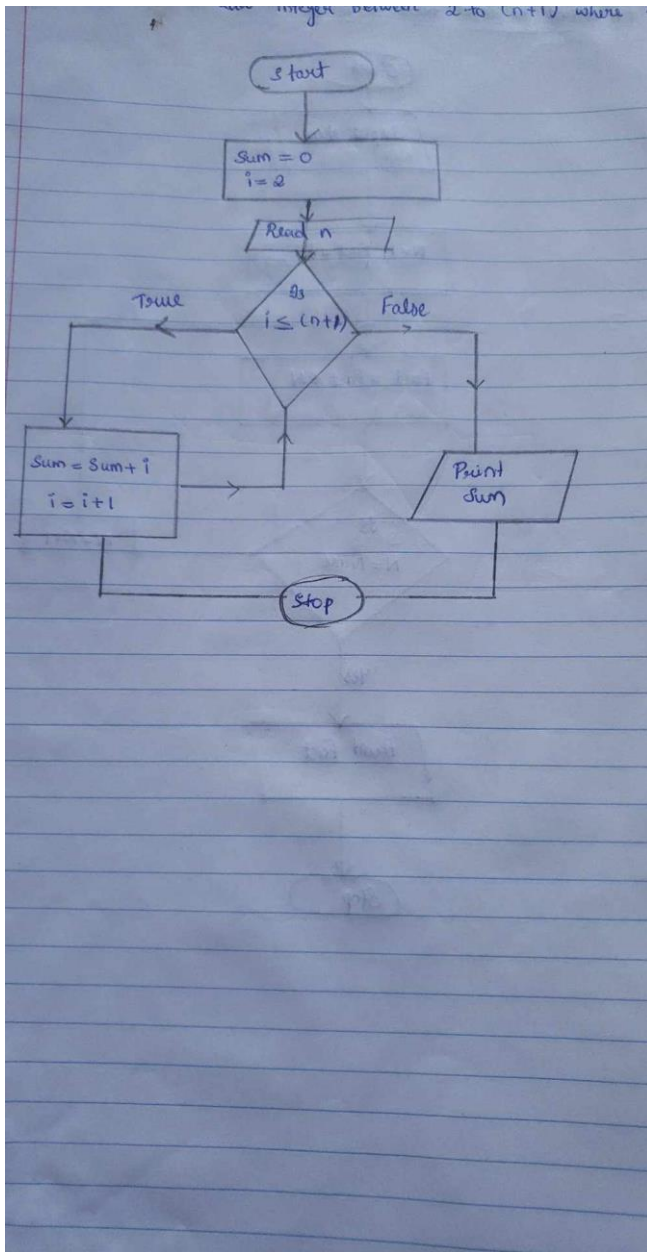 integer between 2 to (n+1) where
Start
Sum = 0
i = 2
Read n
Is
i ≤ (n+1)
True
False
Sum = Sum + i
i = i + 1
Print
Sum
Stop